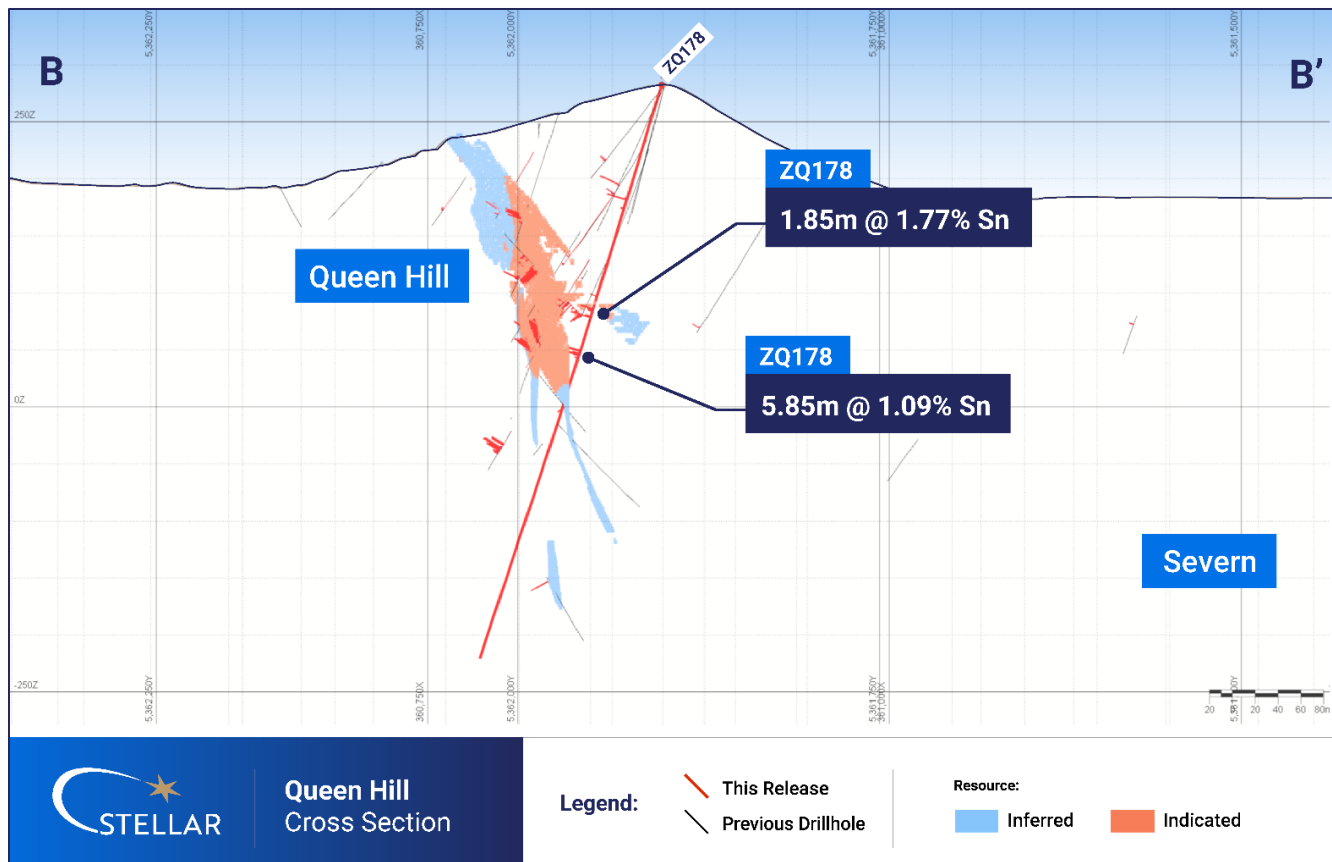 5,362,250Y
360,750X
5,362,000Y
5,361,750Y
361,000X
5,361,500Y
B
ZQ178
B’
250Z
ZQ178
1.85m @ 1.77% Sn
Queen Hill
ZQ178
5.85m @ 1.09% Sn
0Z
Severn
-250Z
5,362,250Y
360,750X
5,362,000Y
5,361,750Y
361,000X
20
20
40
60
STELLAR
Queen Hill
Cross Section
Legend:
This Release
Previous Drillhole
Resource:
Inferred
Indicated